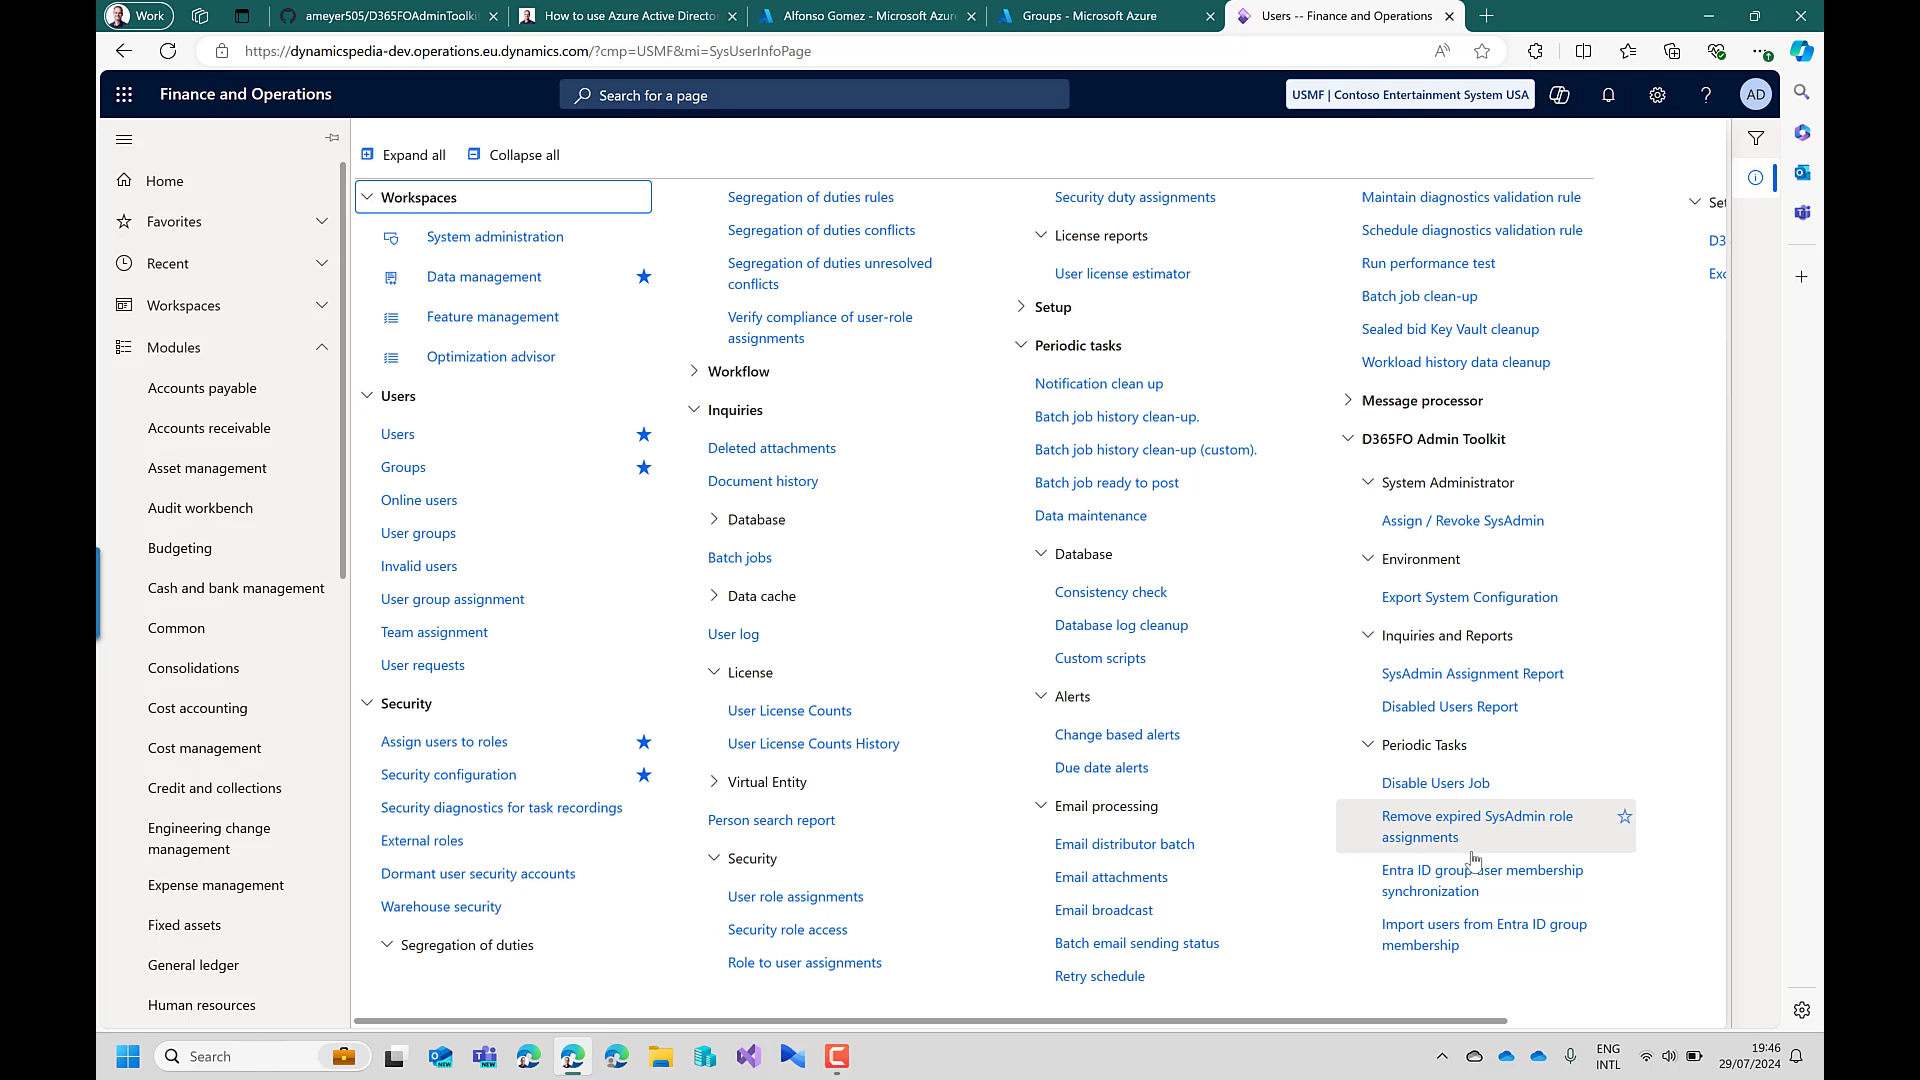 Work
ameyer505/D365FOAdminToolkit
How to use Azure Active Directo
Alfonso Gomez - Microsoft Azure
Groups - Microsoft Azure
Users -- Finance and Operations
https://dynamicspedia-dev.operations.eu.dynamics.com/?cmp=USMF&mi=SysUserInfoPage
Finance and Operations
Search for a page
USMF | Contoso Entertainment System USA
AD
Home
Favorites
Recent
Workspaces
Modules
Accounts payable
Accounts receivable
Asset management
Audit workbench
Budgeting
Cash and bank management
Common
Consolidations
Cost accounting
Cost management
Credit and collections
Engineering change
management
Expense management
Fixed assets
General ledger
Human resources
Expand all
Collapse all
Workspaces
System administration
Data management
Feature management
Optimization advisor
Users
Users
Groups
Online users
User groups
Invalid users
User group assignment
Team assignment
User requests
Security
Assign users to roles
Security configuration
Security diagnostics for task recordings
External roles
Dormant user security accounts
Warehouse security
Segregation of duties
Segregation of duties rules
Segregation of duties conflicts
Segregation of duties unresolved
conflicts
Verify compliance of user-role
assignments
Workflow
Inquiries
Deleted attachments
Document history
Database
Batch jobs
Data cache
User log
License
User License Counts
User License Counts History
Virtual Entity
Person search report
Security
User role assignments
Security role access
Role to user assignments
Security duty assignments
License reports
User license estimator
Setup
Periodic tasks
Notification clean up
Batch job history clean-up.
Batch job history clean-up (custom).
Batch job ready to post
Data maintenance
Database
Consistency check
Database log cleanup
Custom scripts
Alerts
Change based alerts
Due date alerts
Email processing
Email distributor batch
Email attachments
Email broadcast
Batch email sending status
Retry schedule
Maintain diagnostics validation rule
Schedule diagnostics validation rule
Run performance test
Batch job clean-up
Sealed bid Key Vault cleanup
Workload history data cleanup
Message processor
D365FO Admin Toolkit
System Administrator
Assign / Revoke SysAdmin
Environment
Export System Configuration
Inquiries and Reports
SysAdmin Assignment Report
Disabled Users Report
Periodic Tasks
Disable Users Job
Remove expired SysAdmin role
assignments
Entra ID group user membership
synchronization
Import users from Entra ID group
membership
Set
D3
Exc
Search
NEW
NEW
ENG
INTL
19:46
29/07/2024